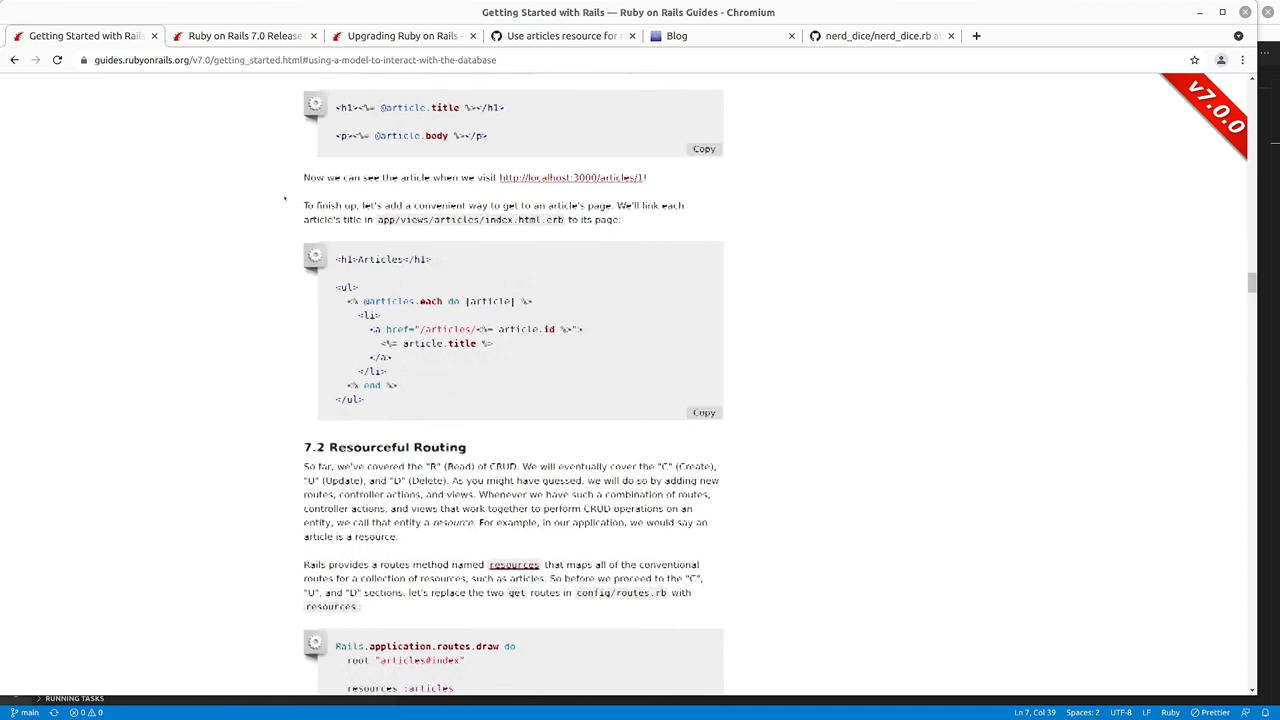 Getting Started with Rails — Ruby on Rails Guides - Chromium
Getting Started with Rails
Ruby on Rails 7.0 Release
Upgrading Ruby on Rails -
Use articles resource for r
Blog
nerd_dice/nerd_dice.rb at
guides.rubyonrails.org/v7.0/getting_started.html#using-a-model-to-interact-with-the-database
v7.0.0
<h1><%= @article.title %></h1>
<p><%= @article.body %></p>
Copy
Now we can see the article when we visit http://localhost:3000/articles/1!
To finish up, let's add a convenient way to get to an article's page. We'll link each
article's title in app/views/articles/index.html.erb to its page:
<h1>Articles</h1>
<ul>
<% @articles.each do |article| %>
<li>
<a href="/articles/<%= article.id %>">
<%= article.title %>
</a>
</li>
<% end %>
</ul>
Copy
7.2 Resourceful Routing
So far, we've covered the "R" (Read) of CRUD. We will eventually cover the "C" (Create),
"U" (Update), and "D" (Delete). As you might have guessed, we will do so by adding new
routes, controller actions, and views. Whenever we have such a combination of routes,
controller actions, and views that work together to perform CRUD operations on an
entity, we call that entity a resource. For example, in our application, we would say an
article is a resource.
Rails provides a routes method named resources that maps all of the conventional
routes for a collection of resources, such as articles. So before we proceed to the "C",
"U", and "D" sections, let's replace the two get routes in config/routes.rb with
resources:
Rails.application.routes.draw do
root "articles#index"
resources :articles
RUNNING TASKS
main
0
0
Ln 7, Col 39
Spaces: 2
UTF-8
LF
Ruby
Prettier